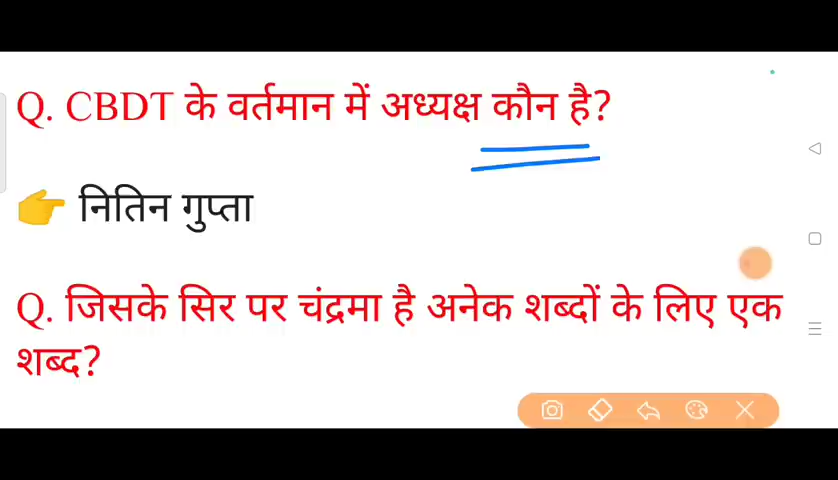 Q. CBDT के वर्तमान में अध्यक्ष कौन है?
👉 नितिन गुप्ता
Q. जिसके सिर पर चंद्रमा है अनेक शब्दों के लिए एक
शब्द?